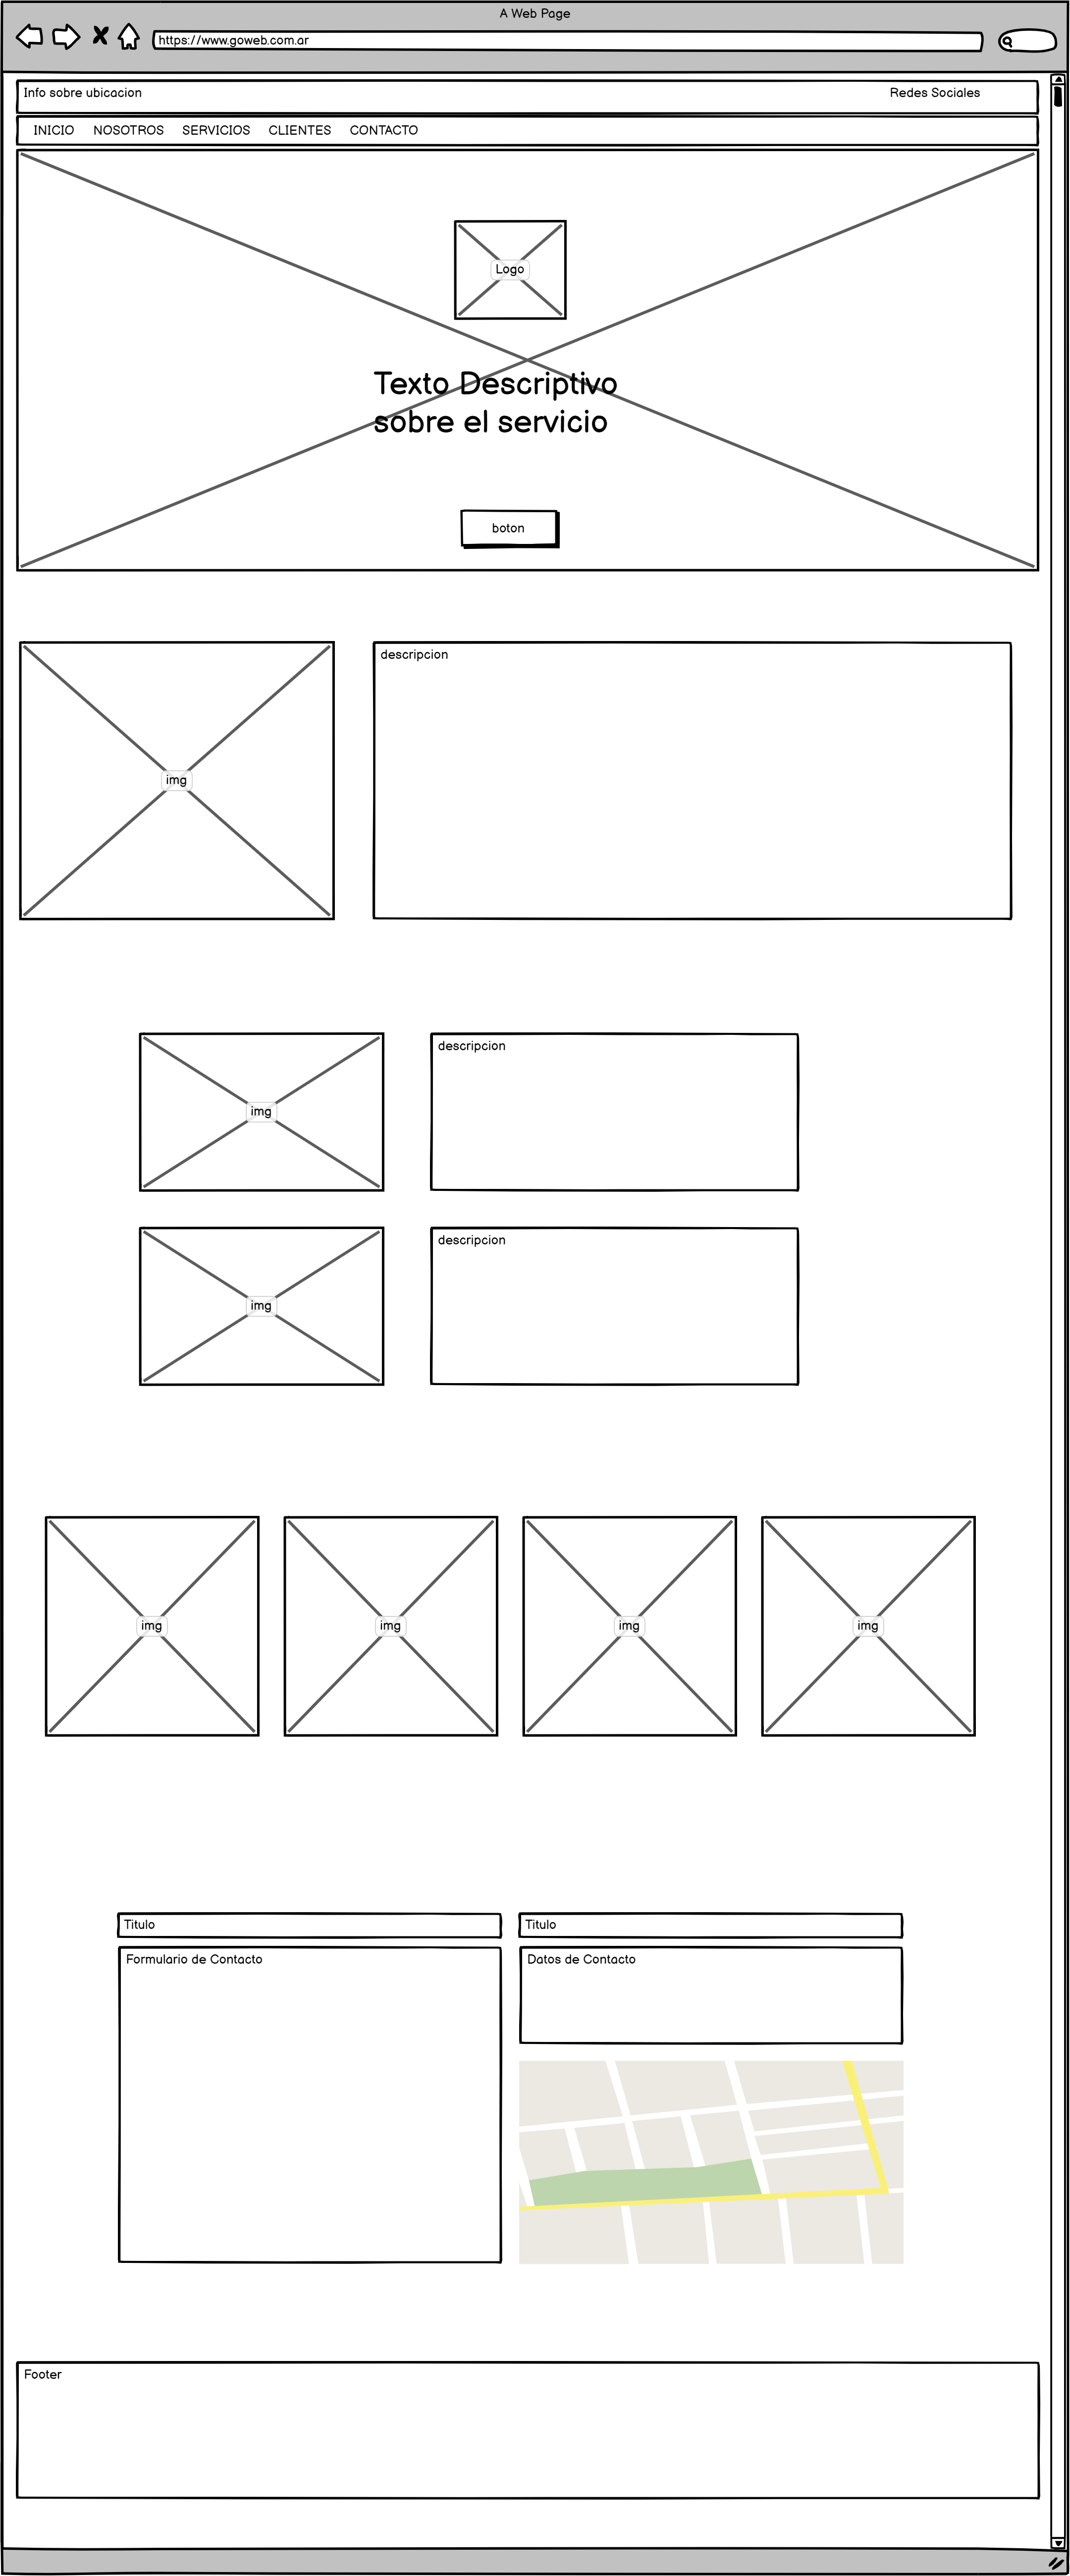 A Web Page
https://www.goweb.com.ar
Info sobre ubicacion
Redes Sociales
INICIO NOSOTROS SERVICIOS CLIENTES CONTACTO
Logo
Texto Descriptivo
sobre el servicio
boton
img
descripcion
img
descripcion
img
descripcion
img
img
img
img
Titulo
Formulario de Contacto
Titulo
Datos de Contacto
Footer